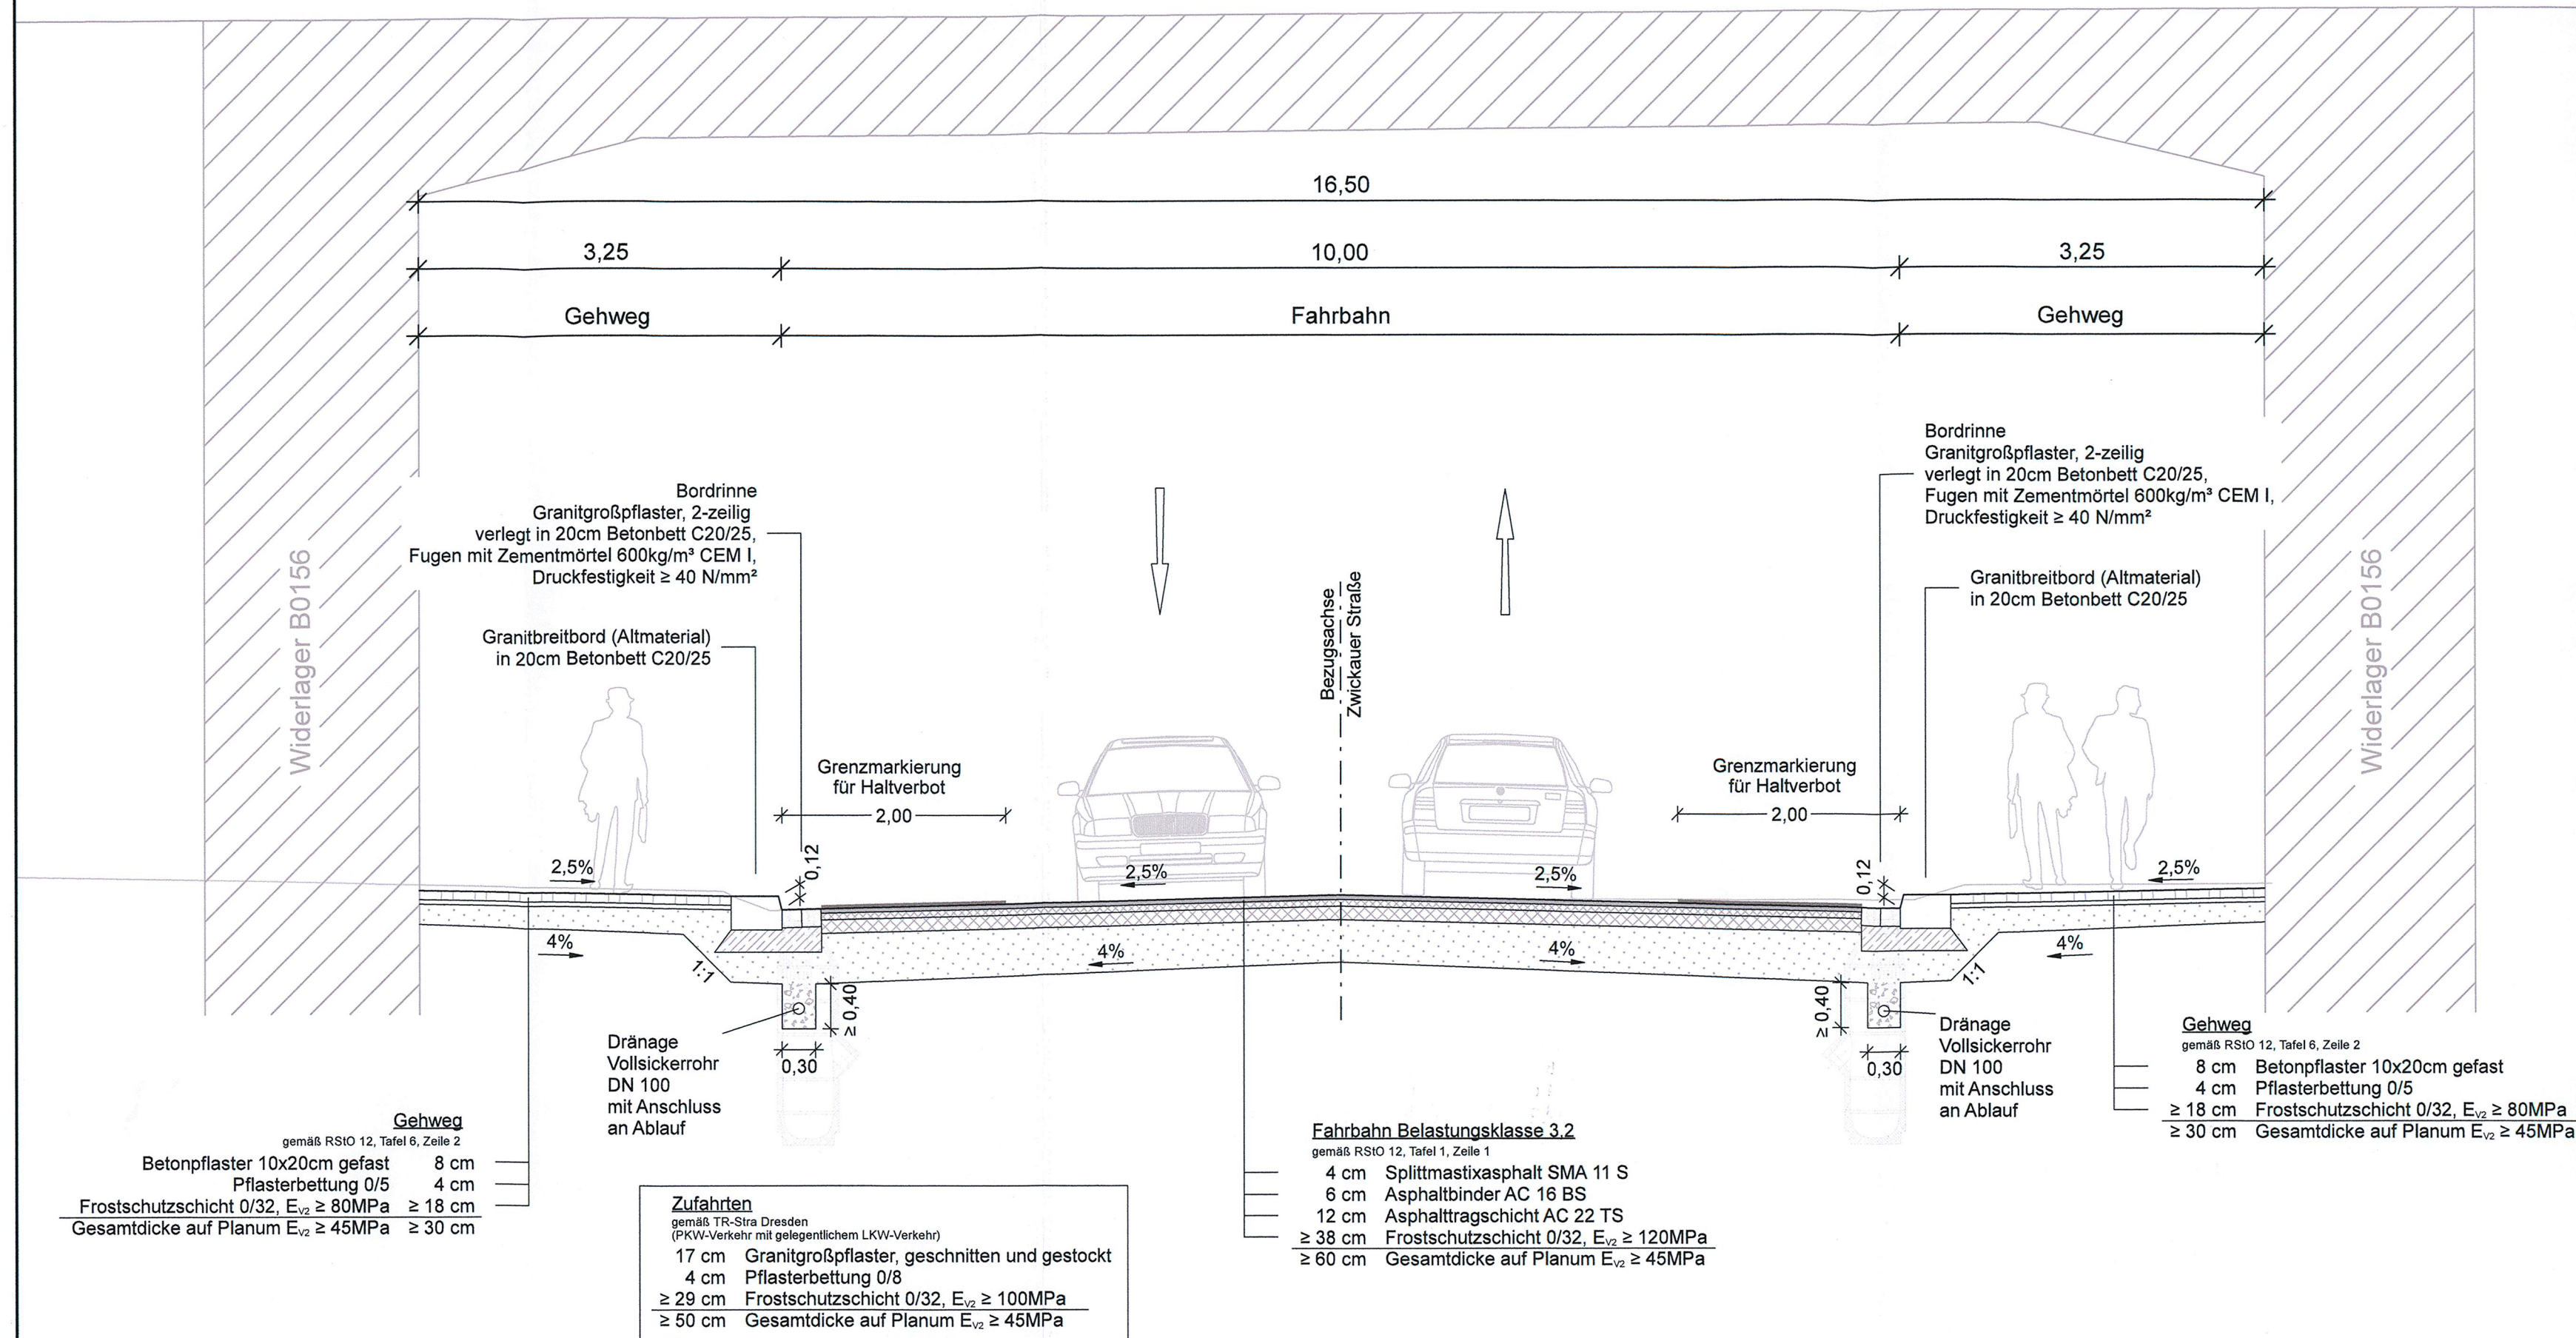 16,50
3,25
10,00
3,25
Gehweg
Fahrbahn
Gehweg
Widerlager B0156
Bordrinne
Granitgroßpflaster, 2-zeilig
verlegt in 20cm Betonbett C20/25,
Fugen mit Zementmörtel 600kg/m³ CEM I,
Druckfestigkeit ≥ 40 N/mm²
Granitbreitbord (Altmaterial)
in 20cm Betonbett C20/25
Bezugsachse
Zwickauer Straße
Bordrinne
Granitgroßpflaster, 2-zeilig
verlegt in 20cm Betonbett C20/25,
Fugen mit Zementmörtel 600kg/m³ CEM I,
Druckfestigkeit ≥ 40 N/mm²
Granitbreitbord (Altmaterial)
in 20cm Betonbett C20/25
Widerlager B0156
Grenzmarkierung
für Haltverbot
2,00
Grenzmarkierung
für Haltverbot
2,00
2,5%
0,12
2,5%
2,5%
0,12
2,5%
4%
1:1
4%
4%
1:1
4%
≥ 0,40
0,30
≥ 0,40
0,30
Dränage
Vollsickerrohr
DN 100
mit Anschluss
an Ablauf
Dränage
Vollsickerrohr
DN 100
mit Anschluss
an Ablauf
Gehweg
gemäß RStO 12, Tafel 6, Zeile 2
8 cm Betonpflaster 10x20cm gefast
4 cm Pflasterbettung 0/5
≥ 18 cm Frostschutzschicht 0/32, EV2 ≥ 80MPa
≥ 30 cm Gesamtdicke auf Planum EV2 ≥ 45MPa
Gehweg
gemäß RStO 12, Tafel 6, Zeile 2
Betonpflaster 10x20cm gefast 8 cm
Pflasterbettung 0/5 4 cm
Frostschutzschicht 0/32, EV2 ≥ 80MPa ≥ 18 cm
Gesamtdicke auf Planum EV2 ≥ 45MPa ≥ 30 cm
Fahrbahn Belastungsklasse 3,2
gemäß RStO 12, Tafel 1, Zeile 1
4 cm Splittmastixasphalt SMA 11 S
6 cm Asphaltbinder AC 16 BS
12 cm Asphalttragschicht AC 22 TS
≥ 38 cm Frostschutzschicht 0/32, EV2 ≥ 120MPa
≥ 60 cm Gesamtdicke auf Planum EV2 ≥ 45MPa
Zufahrten
gemäß TR-Stra Dresden
(PKW-Verkehr mit gelegentlichem LKW-Verkehr)
17 cm Granitgroßpflaster, geschnitten und gestockt
4 cm Pflasterbettung 0/8
≥ 29 cm Frostschutzschicht 0/32, EV2 ≥ 100MPa
≥ 50 cm Gesamtdicke auf Planum EV2 ≥ 45MPa